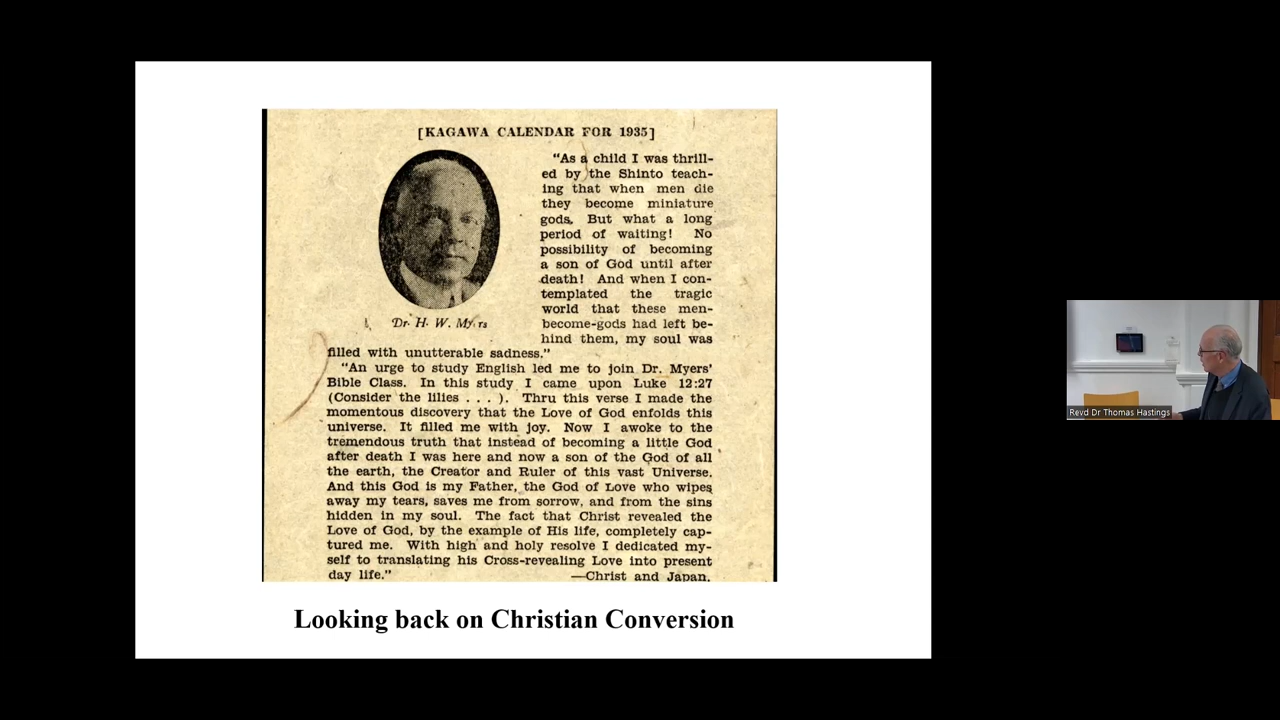 [KAGAWA CALENDAR FOR 1935]
"As a child I was thrill-
ed by the Shinto teach-
ing that when men die
they become miniature
gods. But what a long
period of waiting! No
possibility of becoming
a son of God until after
death! And when I con-
templated the tragic
world that these men-
become-gods had left be-
hind them, my soul was
filled with unutterable sadness."
Dr. H. W. Myers
"An urge to study English led me to join Dr. Myers'
Bible Class. In this study I came upon Luke 12:27
(Consider the lilies . . . ). Thru this verse I made the
momentous discovery that the Love of God enfolds this
universe. It filled me with joy. Now I awoke to the
tremendous truth that instead of becoming a little God
after death I was here and now a son of the God of all
the earth, the Creator and Ruler of this vast Universe.
And this God is my Father, the God of Love who wipes
away my tears, saves me from sorrow, and from the sins
hidden in my soul. The fact that Christ revealed the
Love of God, by the example of His life, completely cap-
tured me. With high and holy resolve I dedicated my-
self to translating his Cross-revealing Love into present
day life." —Christ and Japan.
Looking back on Christian Conversion
Revd Dr Thomas Hastings